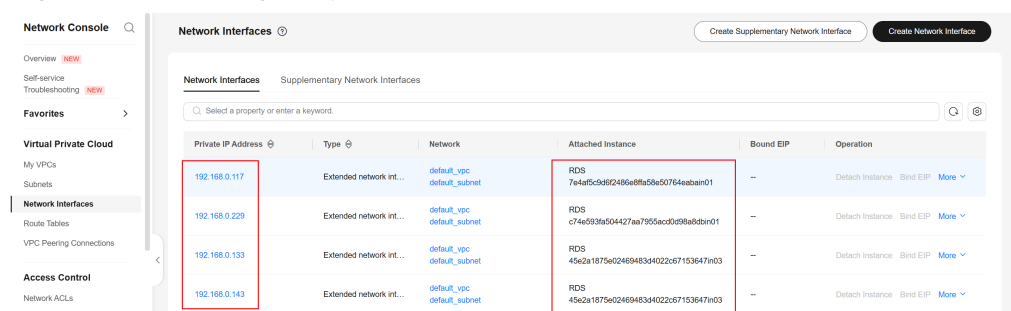 Network Console
Overview NEW
Self-service
Troubleshooting NEW
Favorites
Virtual Private Cloud
My VPCs
Subnets
Network Interfaces
Route Tables
VPC Peering Connections
Access Control
Network ACLs
Network Interfaces
Create Supplementary Network Interface
Create Network Interface
Network Interfaces Supplementary Network Interfaces
Select a property or enter a keyword.
Private IP Address Type Network Attached Instance Bound EIP Operation
192.168.0.117 Extended network int... default_vpc RDS -- Detach Instance Bind EIP More
default_subnet 7e4af5c9d6f2486e8ffa58e50764eabain01
192.168.0.229 Extended network int... default_vpc RDS -- Detach Instance Bind EIP More
default_subnet c74e593fa504427aa7955acd0d98a8dbin01
192.168.0.133 Extended network int... default_vpc RDS -- Detach Instance Bind EIP More
default_subnet 45e2a1875e02469483d4022c67153647in03
192.168.0.143 Extended network int... default_vpc RDS -- Detach Instance Bind EIP More
default_subnet 45e2a1875e02469483d4022c67153647in03